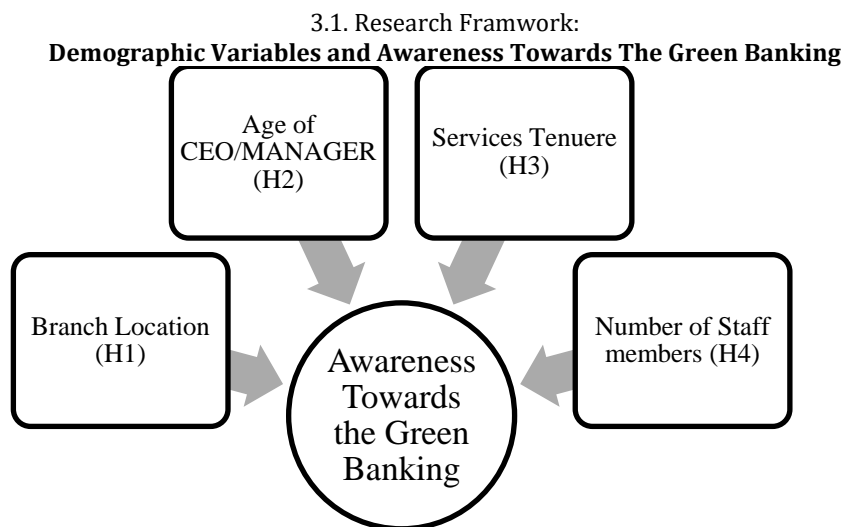 3.1. Research Framwork:
Demographic Variables and Awareness Towards The Green Banking
Age of
CEO/MANAGER
(H2)
Services Tenuere
(H3)
Branch Location
(H1)
Number of Staff
members (H4)
Awareness
Towards
the Green
Banking